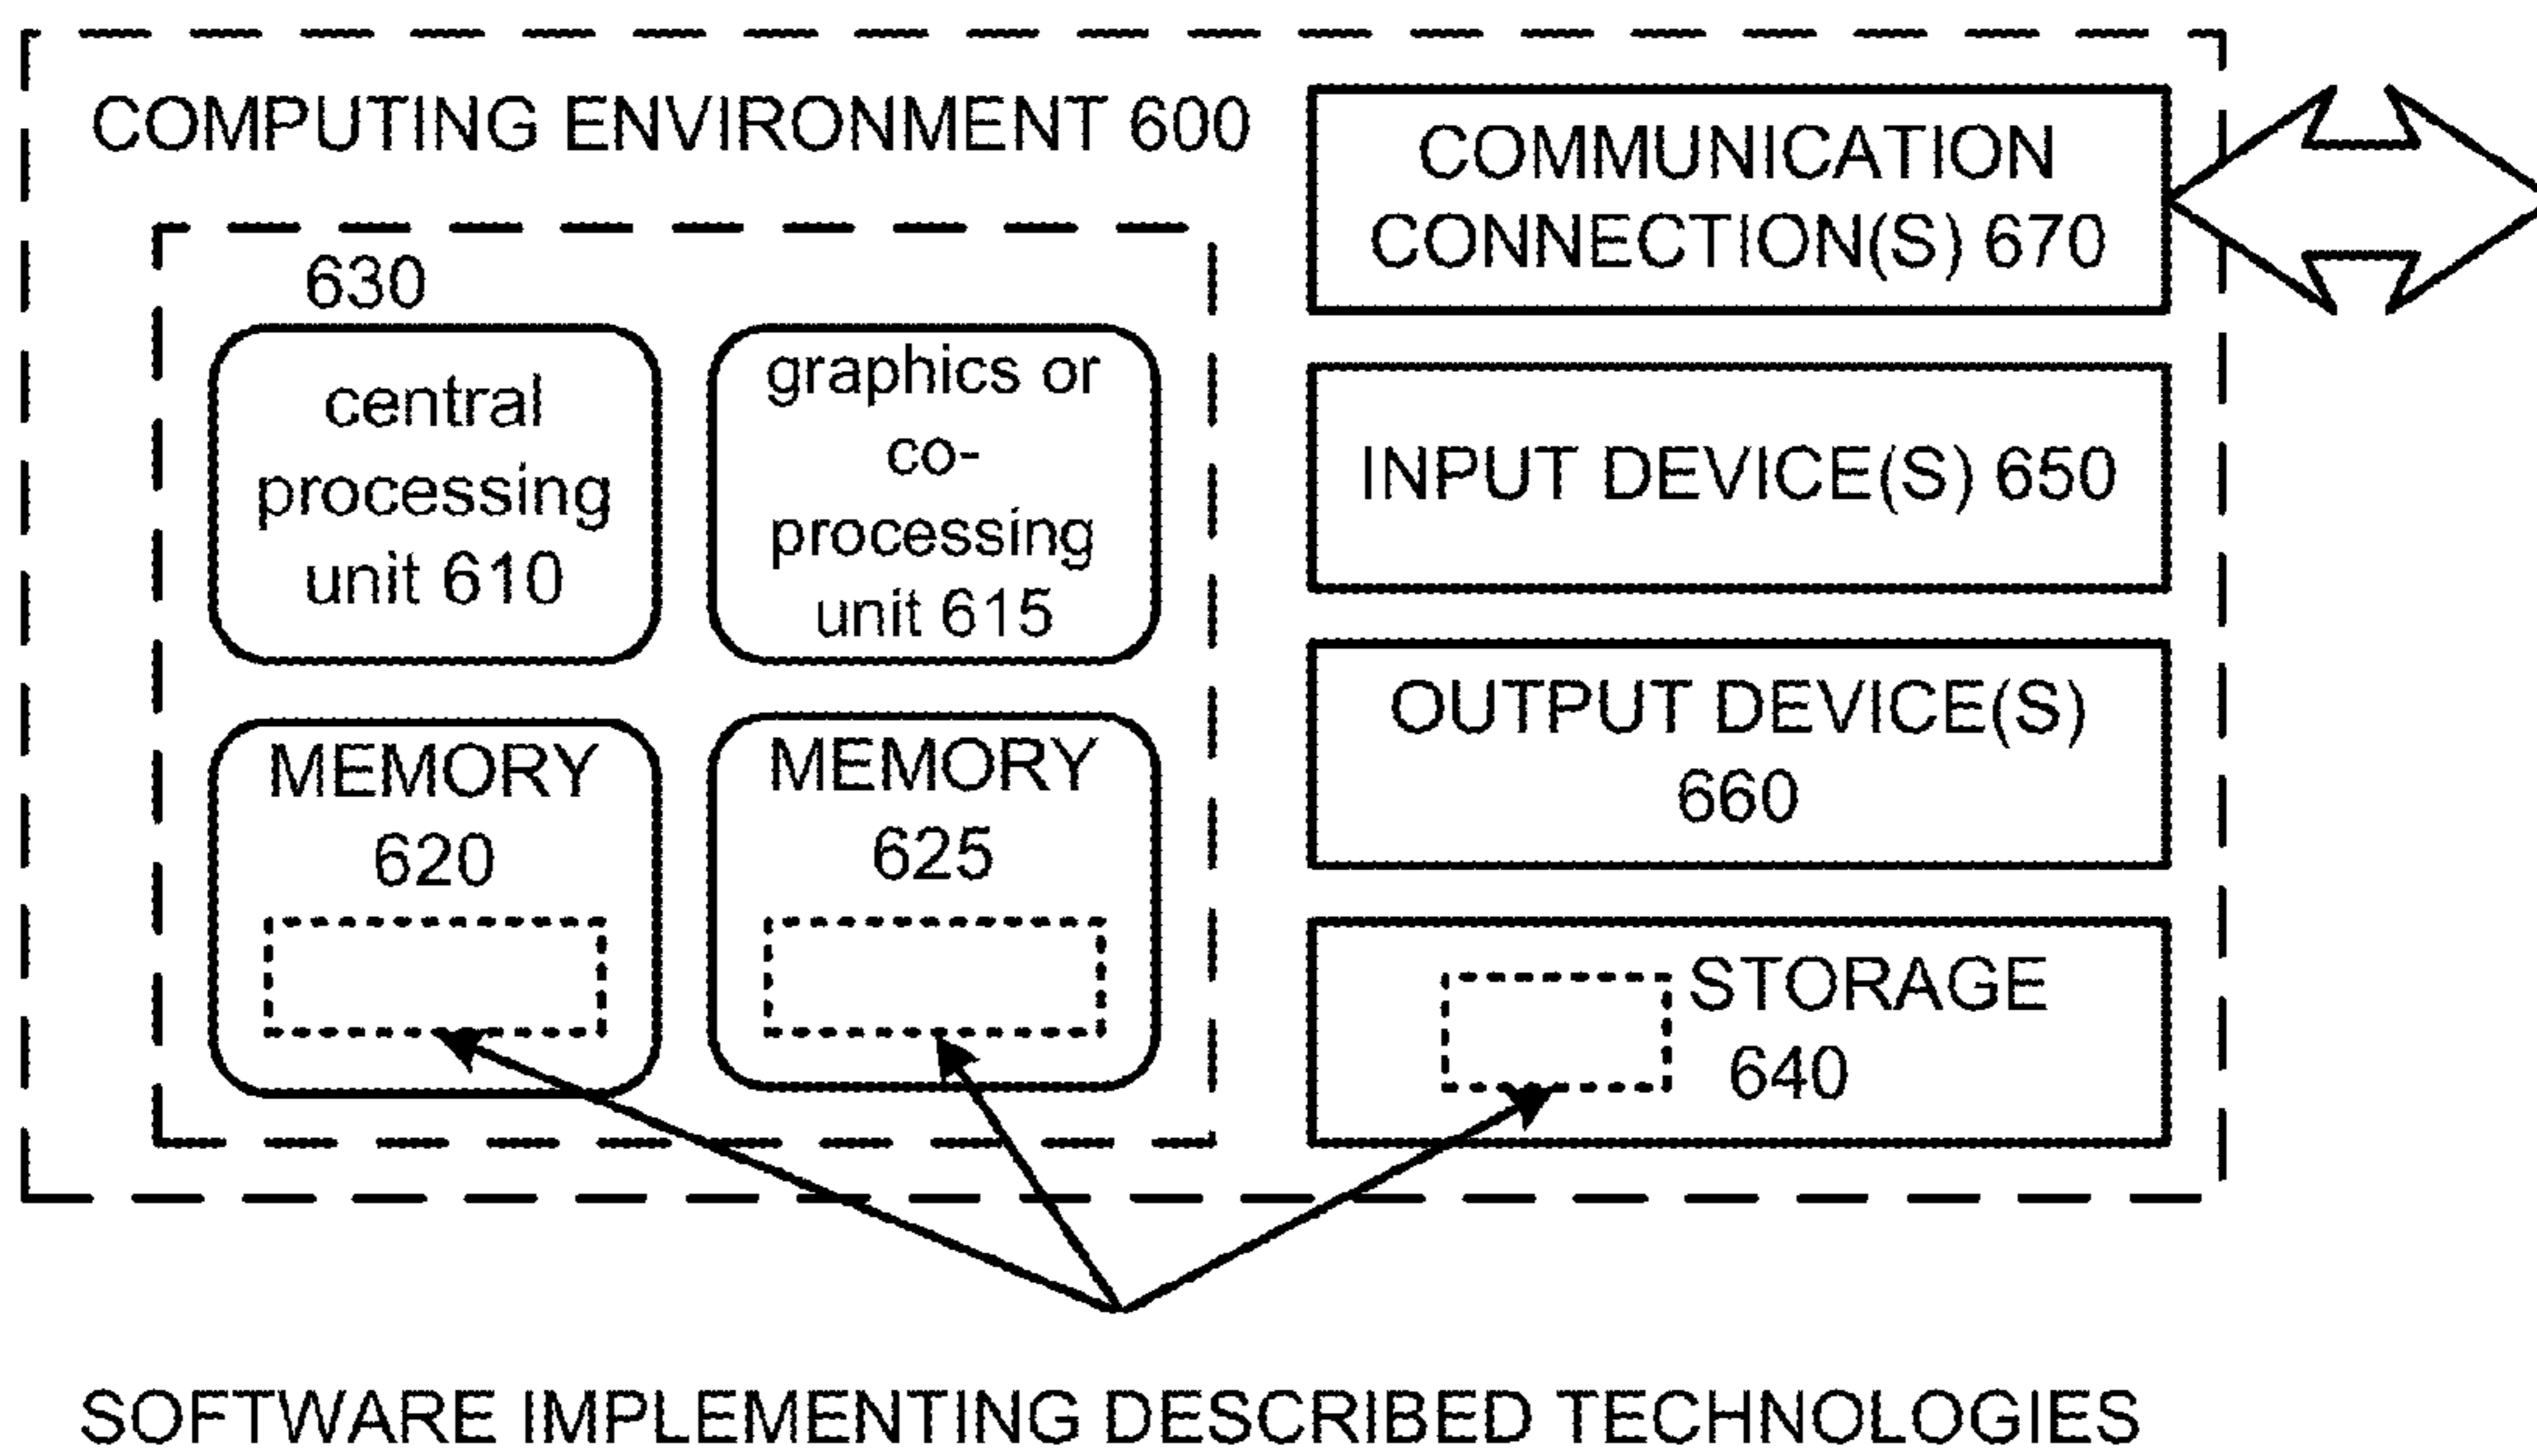 COMPUTING ENVIRONMENT 600
630
central
processing
unit 610
graphics or
co-
processing
unit 615
MEMORY
620
MEMORY
625
COMMUNICATION
CONNECTION(S) 670
INPUT DEVICE(S) 650
OUTPUT DEVICE(S)
660
STORAGE
640
SOFTWARE IMPLEMENTING DESCRIBED TECHNOLOGIES